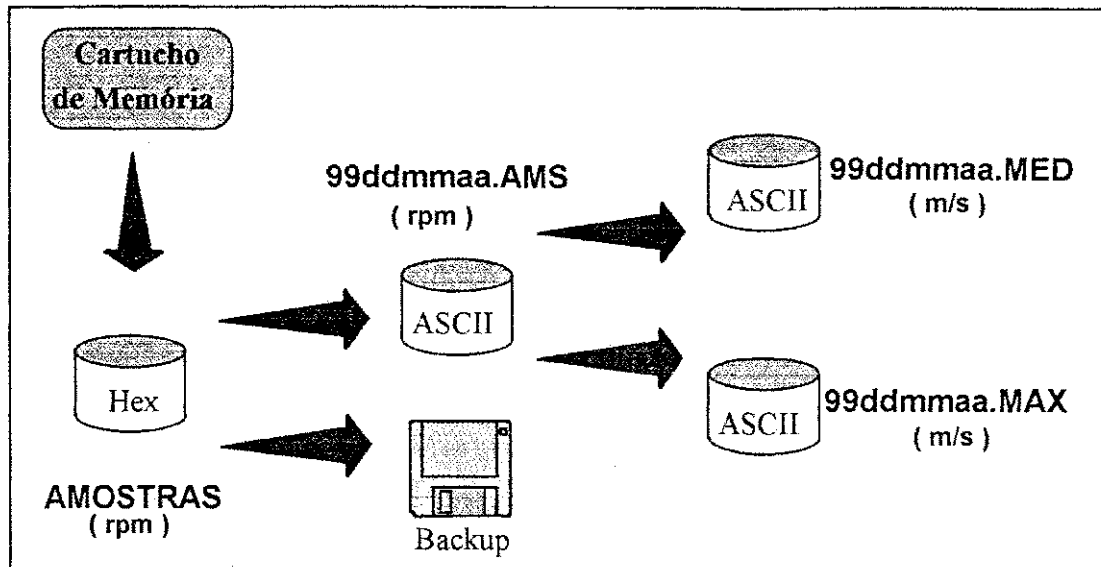 Cartucho
de Memória
99ddmmaa.AMS
( rpm )
ASCII
99ddmmaa.MED
( m/s )
ASCII
Hex
ASCII
99ddmmaa.MAX
( m/s )
AMOSTRAS
( rpm )
Backup